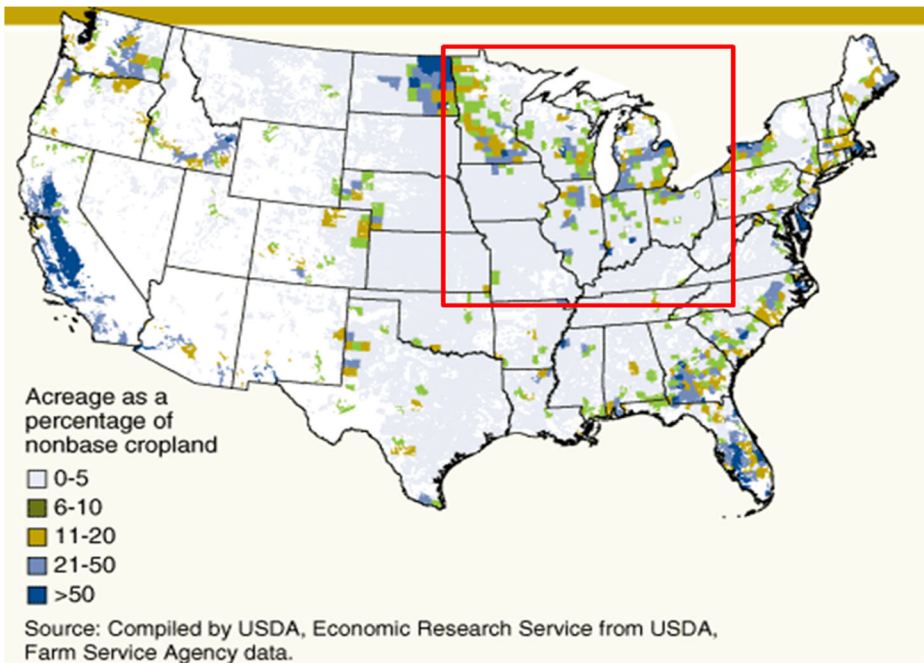 Acreage as a
percentage of
nonbase cropland
0-5
6-10
11-20
21-50
>50
Source: Compiled by USDA, Economic Research Service from USDA,
Farm Service Agency data.